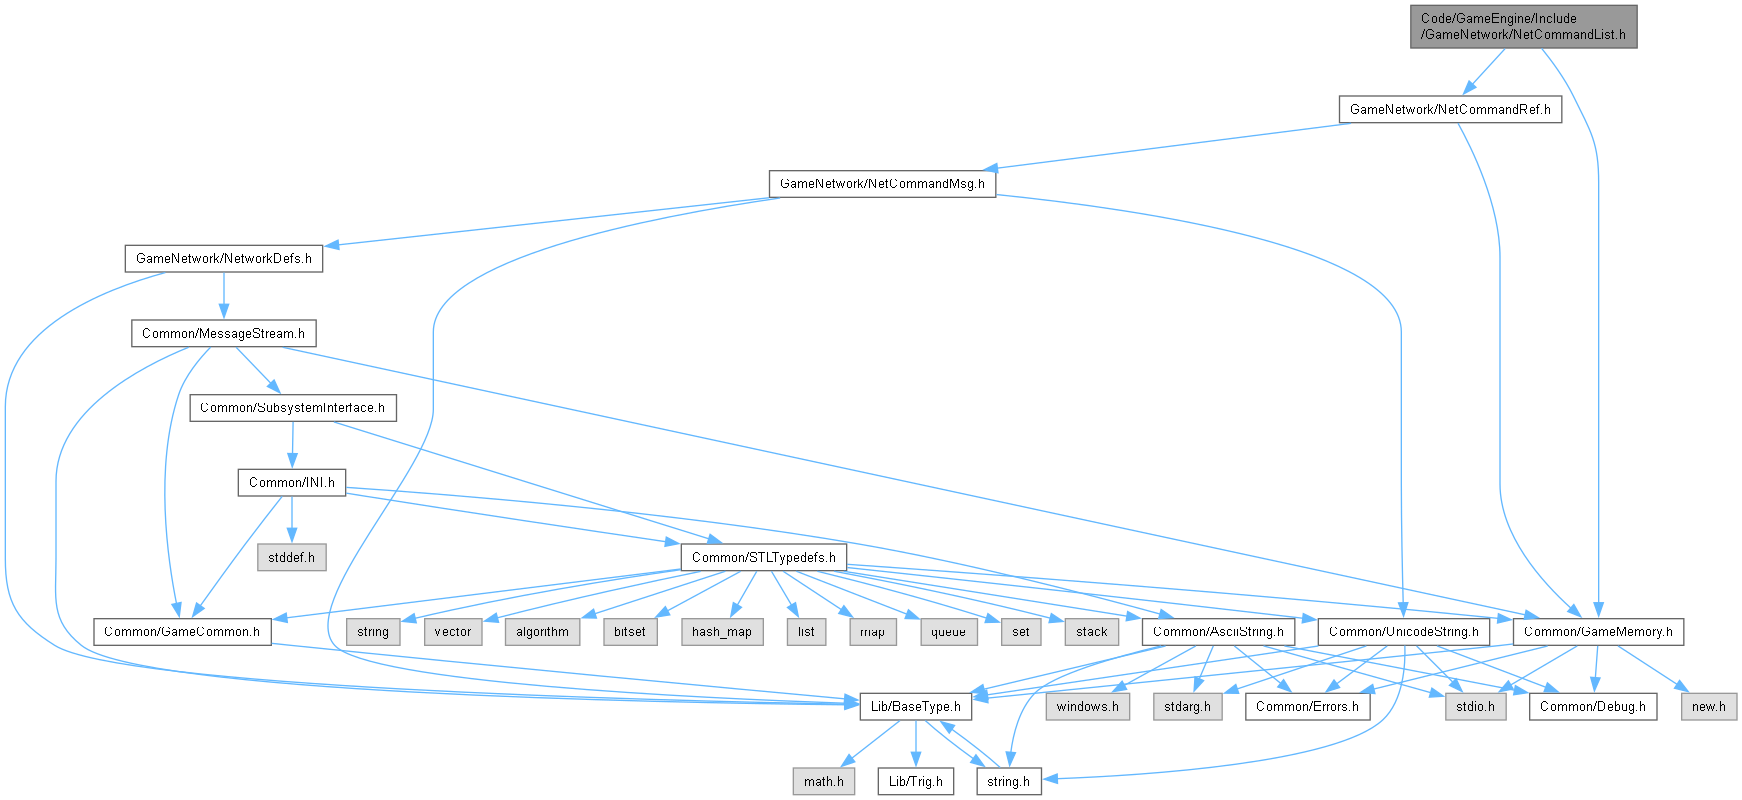 Code/GameEngine/Include
/GameNetwork/NetCommandList.h
GameNetwork/NetCommandRef.h
GameNetwork/NetCommandMsg.h
GameNetwork/NetworkDefs.h
Common/MessageStream.h
Common/SubsystemInterface.h
Common/INI.h
stddef.h
Common/STLTypedefs.h
Common/GameCommon.h
string
vector
algorithm
bitset
hash_map
list
map
queue
set
stack
Common/AsciiString.h
Common/UnicodeString.h
Common/GameMemory.h
Lib/BaseType.h
windows.h
stdarg.h
Common/Errors.h
stdio.h
Common/Debug.h
new.h
math.h
Lib/Trig.h
string.h